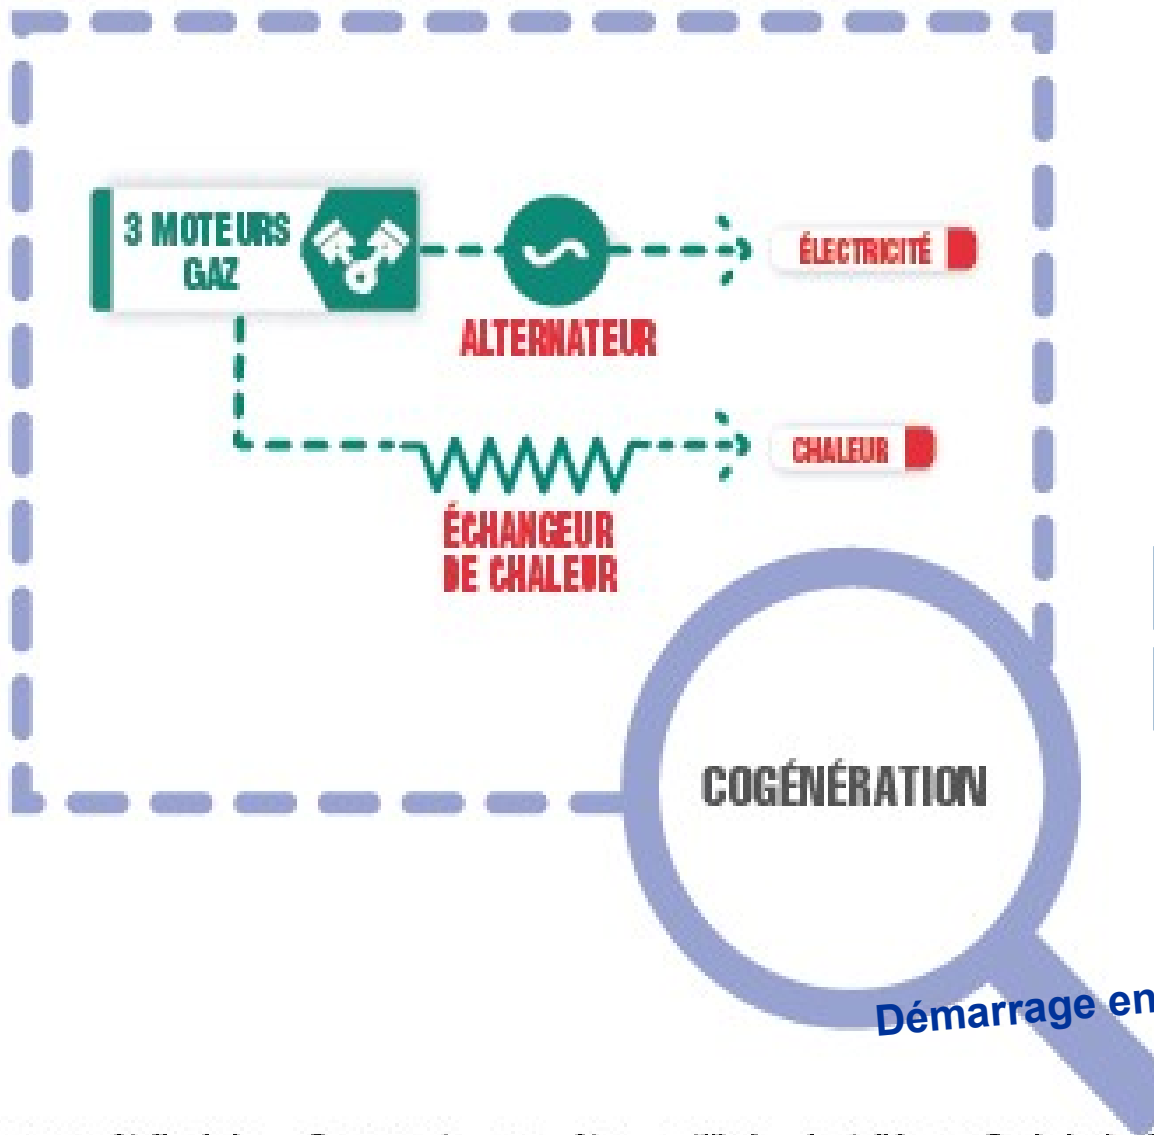 3 MOTEURS
GAZ
ÉLECTRICITÉ
ALTERNATEUR
CHALEUR
ÉCHANGEUR
DE CHALEUR
COGÉNÉRATION
Démarrage en